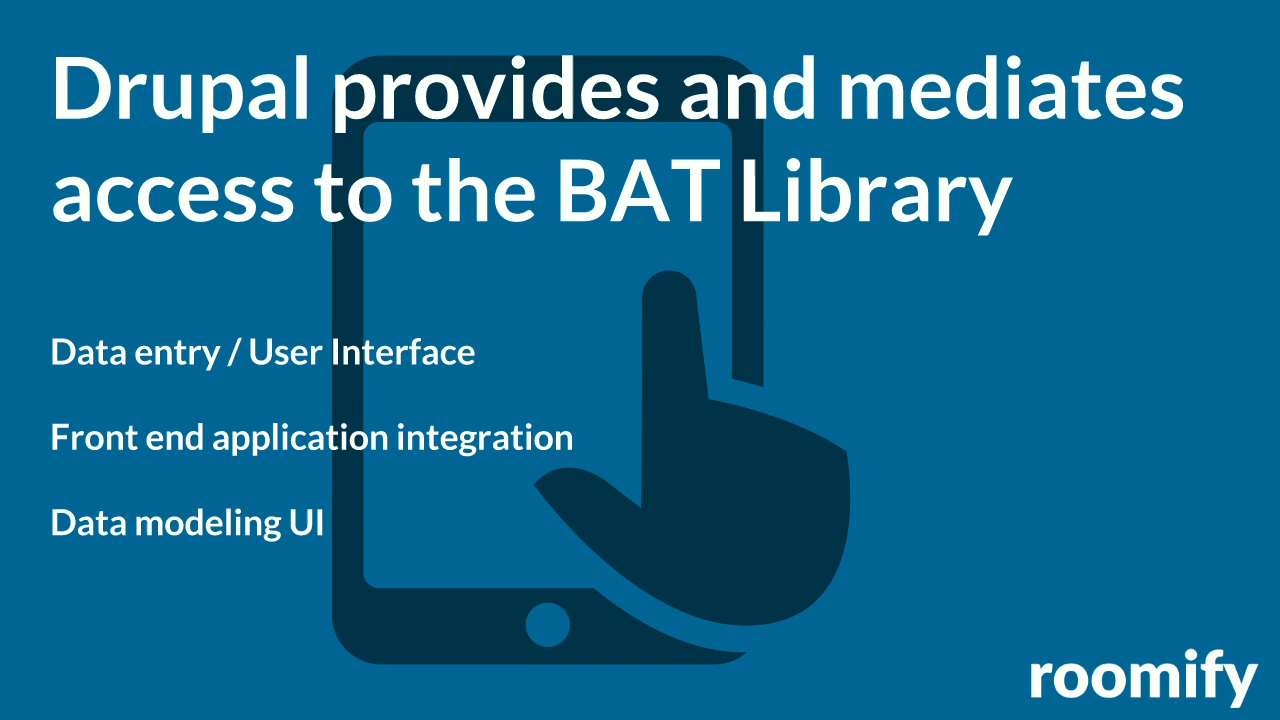 Drupal provides and mediates
access to the BAT Library
Data entry / User Interface
Front end application integration
Data modeling UI
roomify